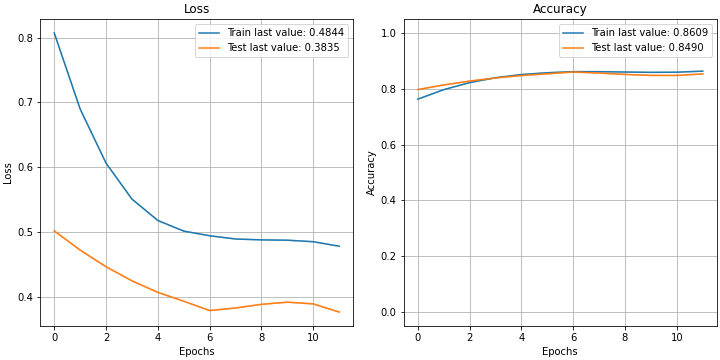 Loss
Train last value: 0.4844
Test last value: 0.3835
0.8
0.7
0.6
0.5
0.4
Loss
0 2 4 6 8 10
Epochs
Accuracy
Train last value: 0.8609
Test last value: 0.8490
1.0
0.8
0.6
0.4
0.2
0.0
Accuracy
0 2 4 6 8 10
Epochs